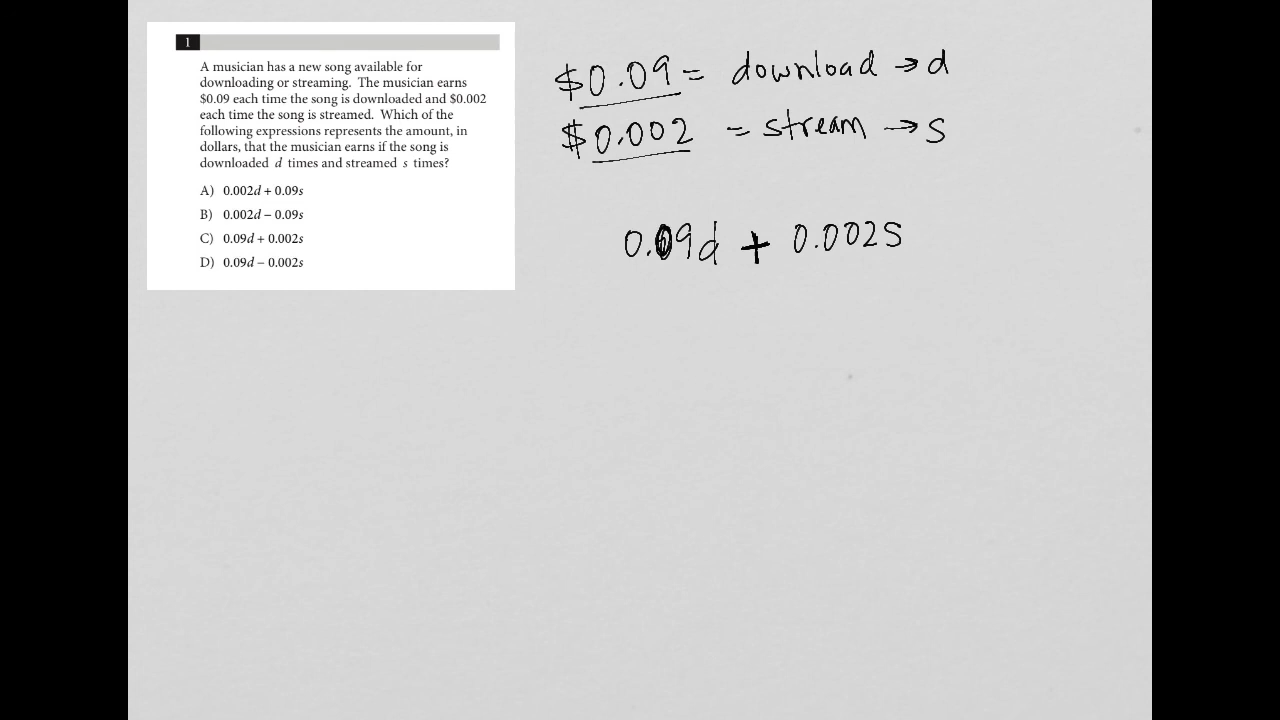 1
A musician has a new song available for
downloading or streaming. The musician earns
$0.09 each time the song is downloaded and $0.002
each time the song is streamed. Which of the
following expressions represents the amount, in
dollars, that the musician earns if the song is
downloaded d times and streamed s times?
A) 0.002d + 0.09s
B) 0.002d − 0.09s
C) 0.09d + 0.002s
D) 0.09d − 0.002s
$0.09 = download → d
$0.002 = stream → s
0.09d + 0.002s